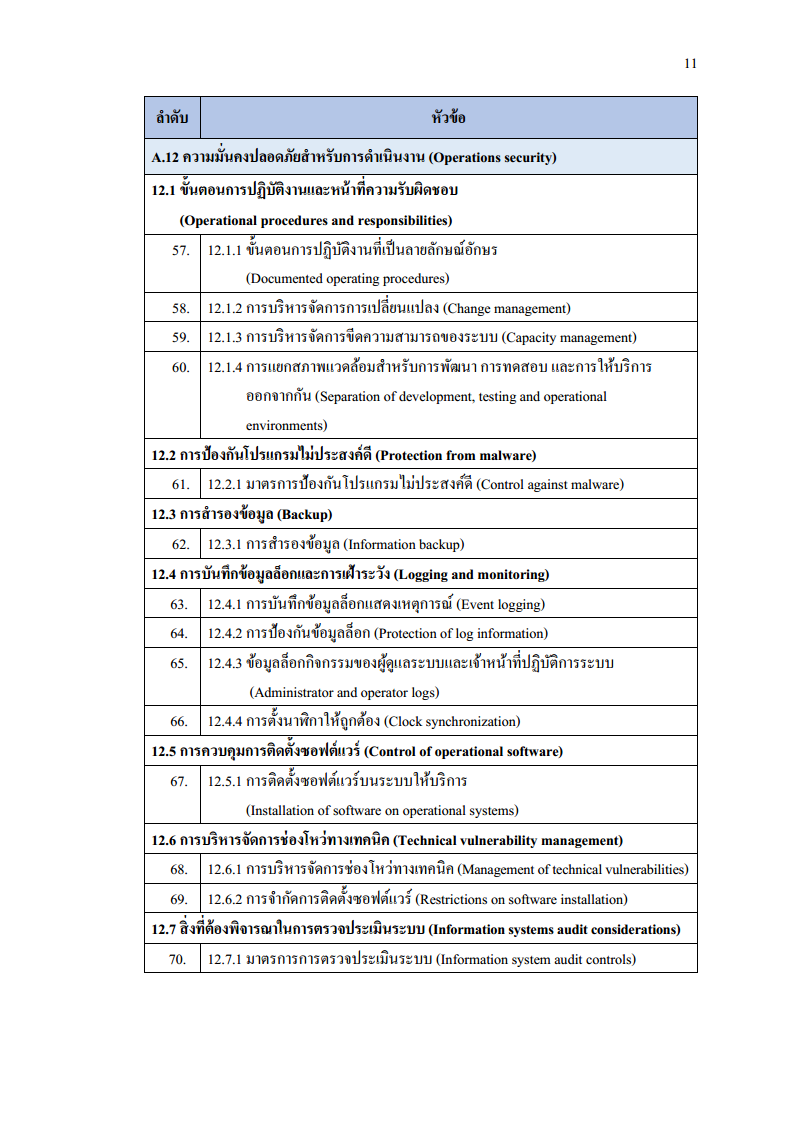 11
ลำดับ หัวข้อ
A.12 ความมั่นคงปลอดภัยสำหรับการดำเนินงาน (Operations security)
12.1 ขั้นตอนการปฏิบัติงานและหน้าที่ความรับผิดชอบ
(Operational procedures and responsibilities)
57. 12.1.1 ขั้นตอนการปฏิบัติงานที่เป็นลายลักษณ์อักษร
(Documented operating procedures)
58. 12.1.2 การบริหารจัดการการเปลี่ยนแปลง (Change management)
59. 12.1.3 การบริหารจัดการขีดความสามารถของระบบ (Capacity management)
60. 12.1.4 การแยกสภาพแวดล้อมสำหรับการพัฒนา การทดสอบ และการให้บริการ
ออกจากกัน (Separation of development, testing and operational
environments)
12.2 การป้องกันโปรแกรมไม่ประสงค์ดี (Protection from malware)
61. 12.2.1 มาตรการป้องกันโปรแกรมไม่ประสงค์ดี (Control against malware)
12.3 การสำรองข้อมูล (Backup)
62. 12.3.1 การสำรองข้อมูล (Information backup)
12.4 การบันทึกข้อมูลล็อกและการเฝ้าระวัง (Logging and monitoring)
63. 12.4.1 การบันทึกข้อมูลล็อกแสดงเหตุการณ์ (Event logging)
64. 12.4.2 การป้องกันข้อมูลล็อก (Protection of log information)
65. 12.4.3 ข้อมูลล็อกกิจกรรมของผู้ดูแลระบบและเจ้าหน้าที่ปฏิบัติการระบบ
(Administrator and operator logs)
66. 12.4.4 การตั้งนาฬิกาให้ถูกต้อง (Clock synchronization)
12.5 การควบคุมการติดตั้งซอฟต์แวร์ (Control of operational software)
67. 12.5.1 การติดตั้งซอฟต์แวร์บนระบบให้บริการ
(Installation of software on operational systems)
12.6 การบริหารจัดการช่องโหว่ทางเทคนิค (Technical vulnerability management)
68. 12.6.1 การบริหารจัดการช่องโหว่ทางเทคนิค (Management of technical vulnerabilities)
69. 12.6.2 การจำกัดการติดตั้งซอฟต์แวร์ (Restrictions on software installation)
12.7 สิ่งที่ต้องพิจารณาในการตรวจประเมินระบบ (Information systems audit considerations)
70. 12.7.1 มาตรการการตรวจประเมินระบบ (Information system audit controls)